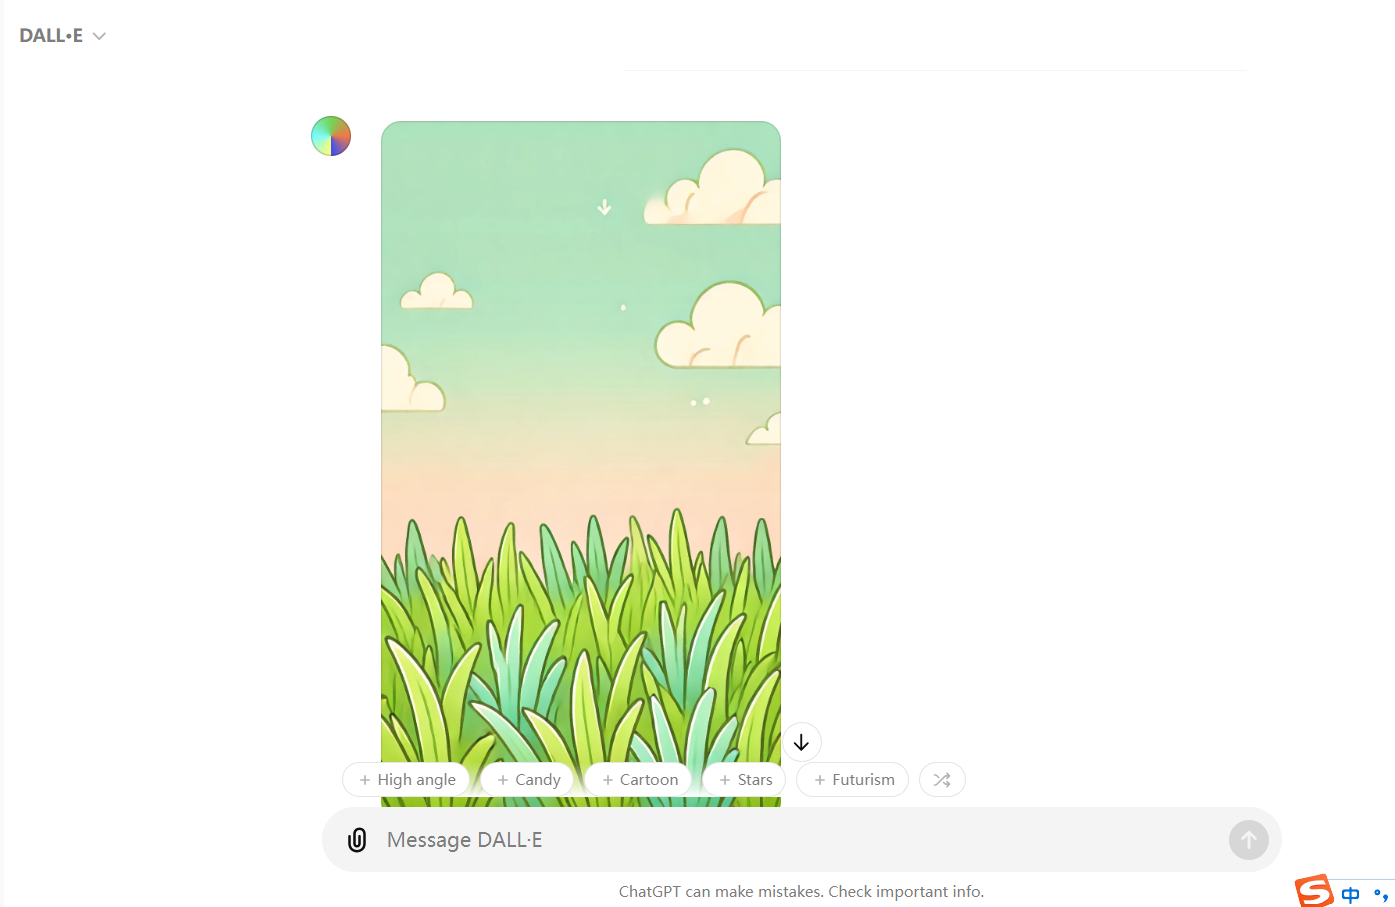 DALL•E
+ High angle
+ Candy
+ Cartoon
+ Stars
+ Futurism
Message DALL·E
ChatGPT can make mistakes. Check important info.
S 中 °,